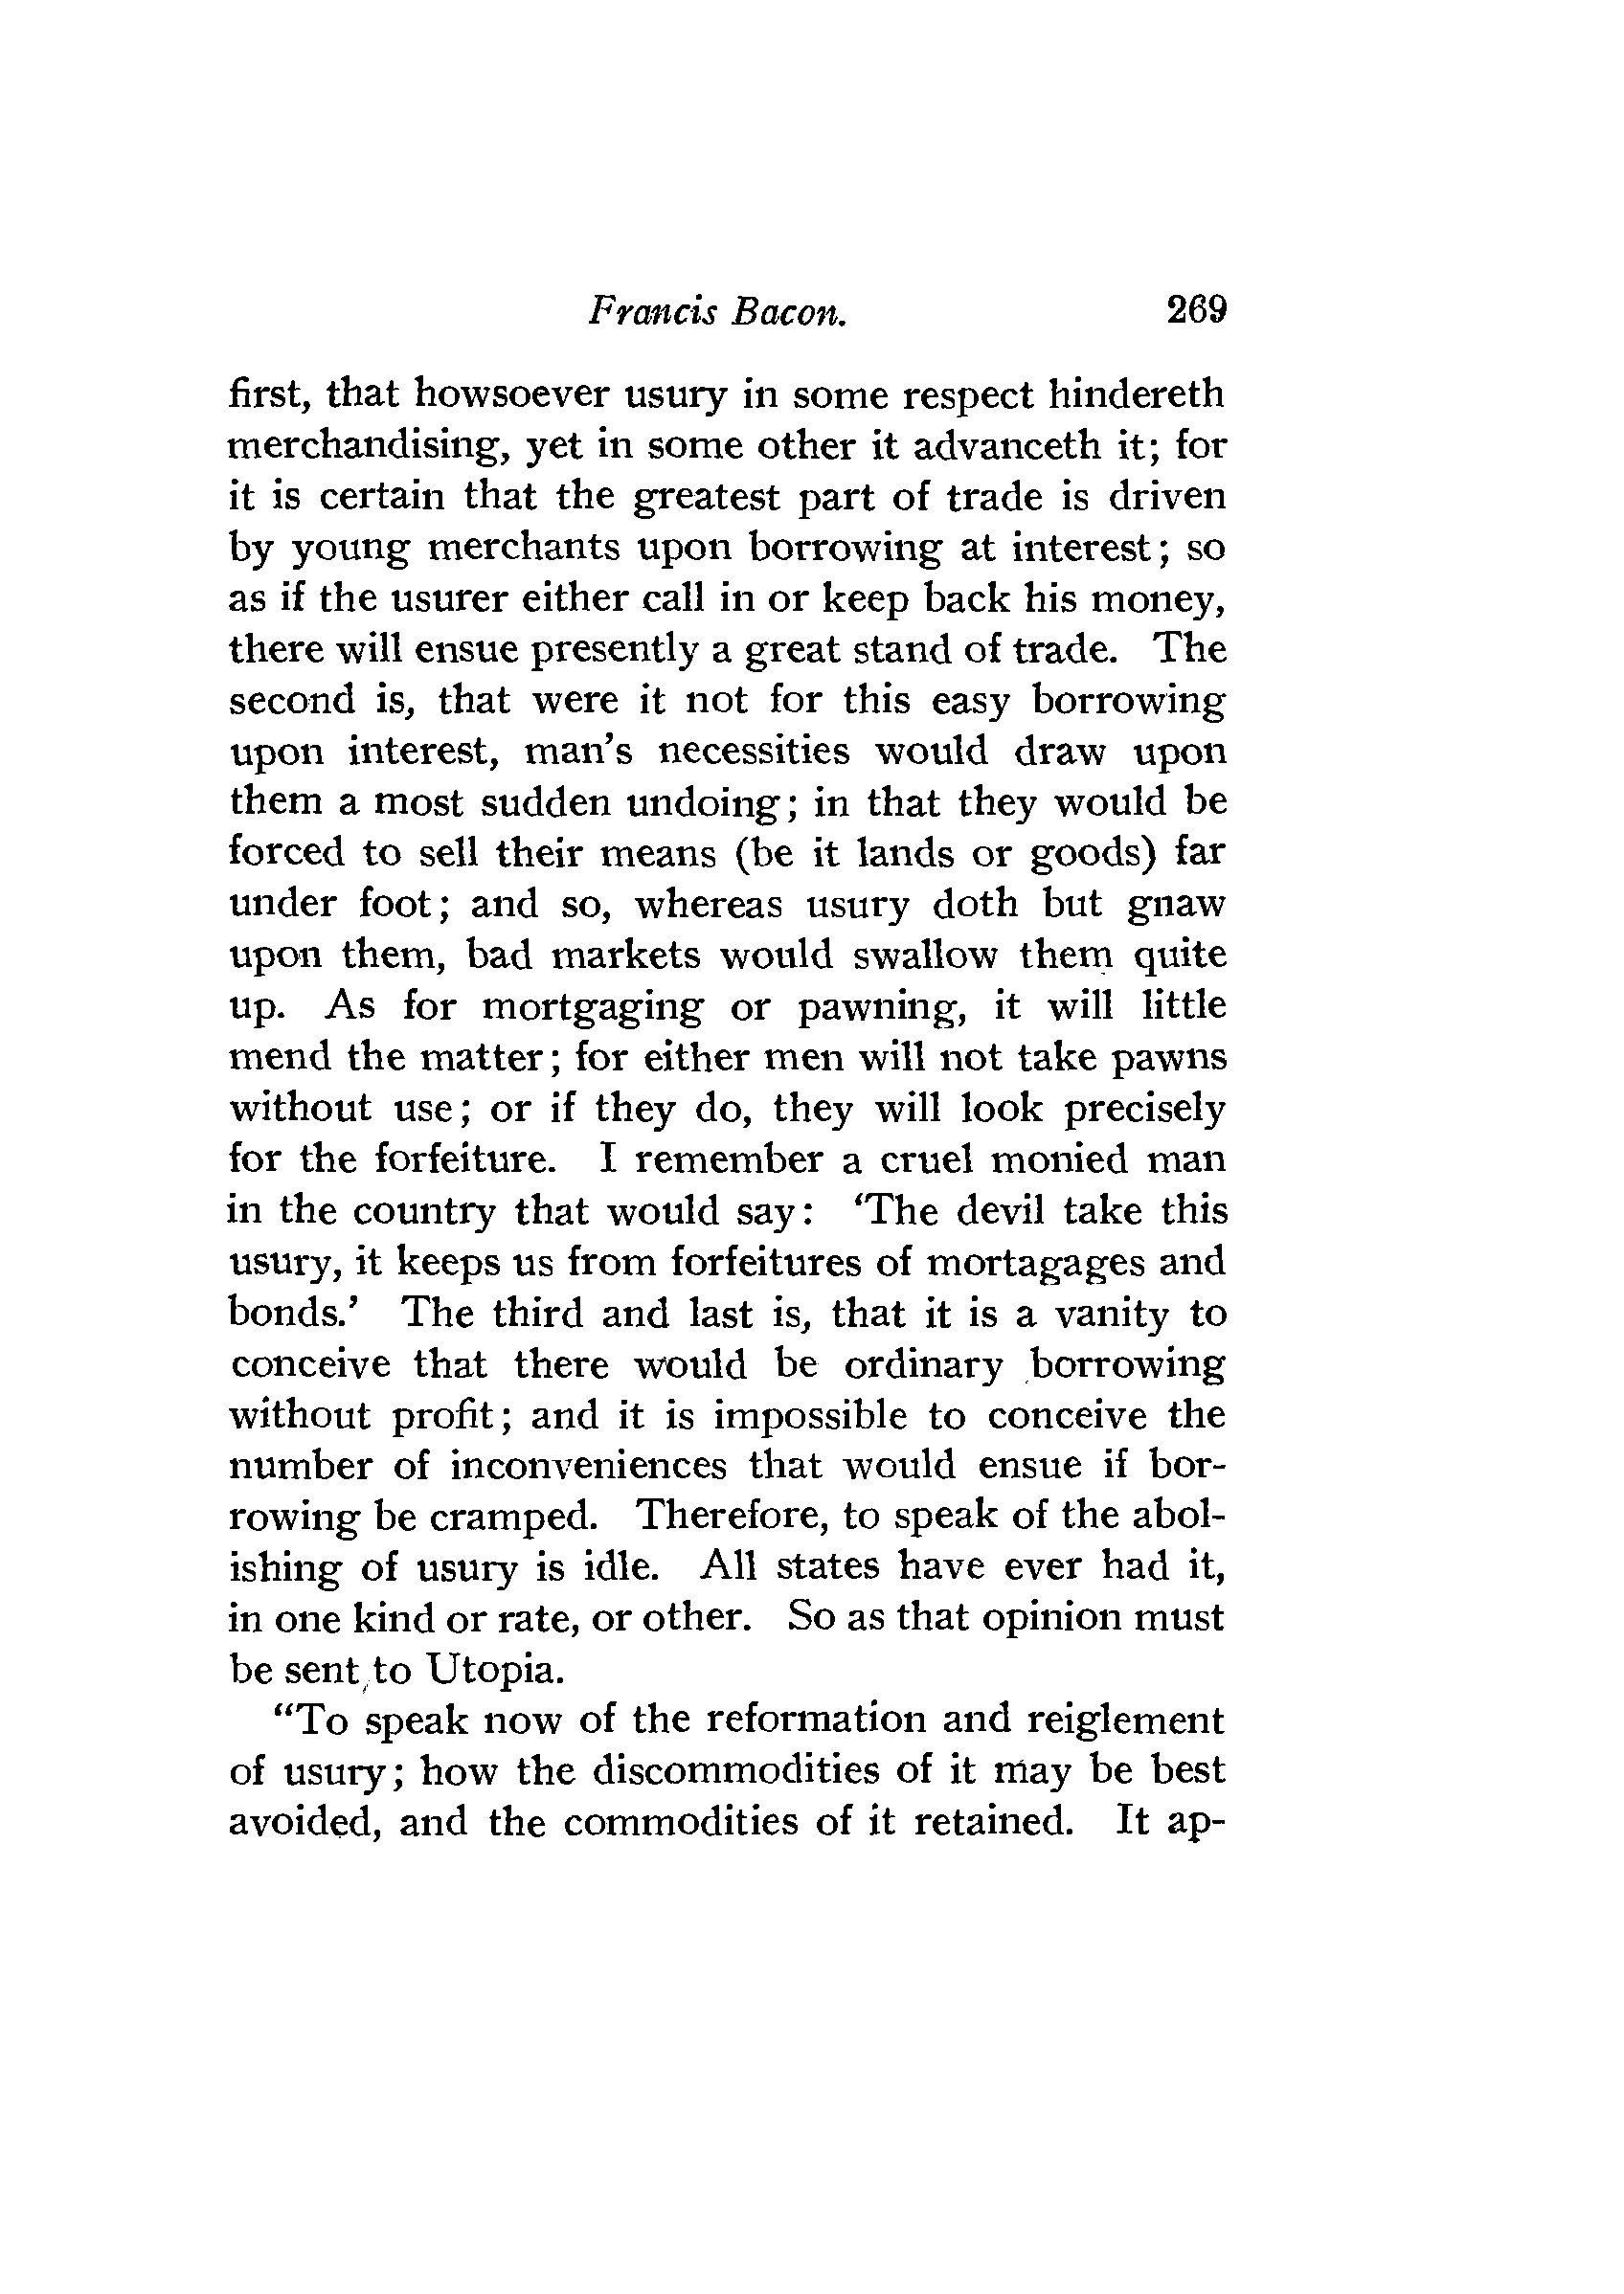 Francis Bacon. 269
first, that howsoever usury in some respect hindereth
merchandising, yet in some other it advanceth it; for
it is certain that the greatest part of trade is driven
by young merchants upon borrowing at interest; so
as if the usurer either call in or keep back his money,
there will ensue presently a great stand of trade. The
second is, that were it not for this easy borrowing
upon interest, man's necessities would draw upon
them a most sudden undoing; in that they would be
forced to sell their means (be it lands or goods) far
under foot; and so, whereas usury doth but gnaw
upon them, bad markets would swallow them quite
up. As for mortgaging or pawning, it will little
mend the matter; for either men will not take pawns
without use; or if they do, they will look precisely
for the forfeiture. I remember a cruel monied man
in the country that would say: 'The devil take this
usury, it keeps us from forfeitures of mortagages and
bonds.' The third and last is, that it is a vanity to
conceive that there would be ordinary borrowing
without profit; and it is impossible to conceive the
number of inconveniences that would ensue if bor-
rowing be cramped. Therefore, to speak of the abol-
ishing of usury is idle. All states have ever had it,
in one kind or rate, or other. So as that opinion must
be sent to Utopia.
"To speak now of the reformation and reiglement
of usury; how the discommodities of it may be best
avoided, and the commodities of it retained. It ap-